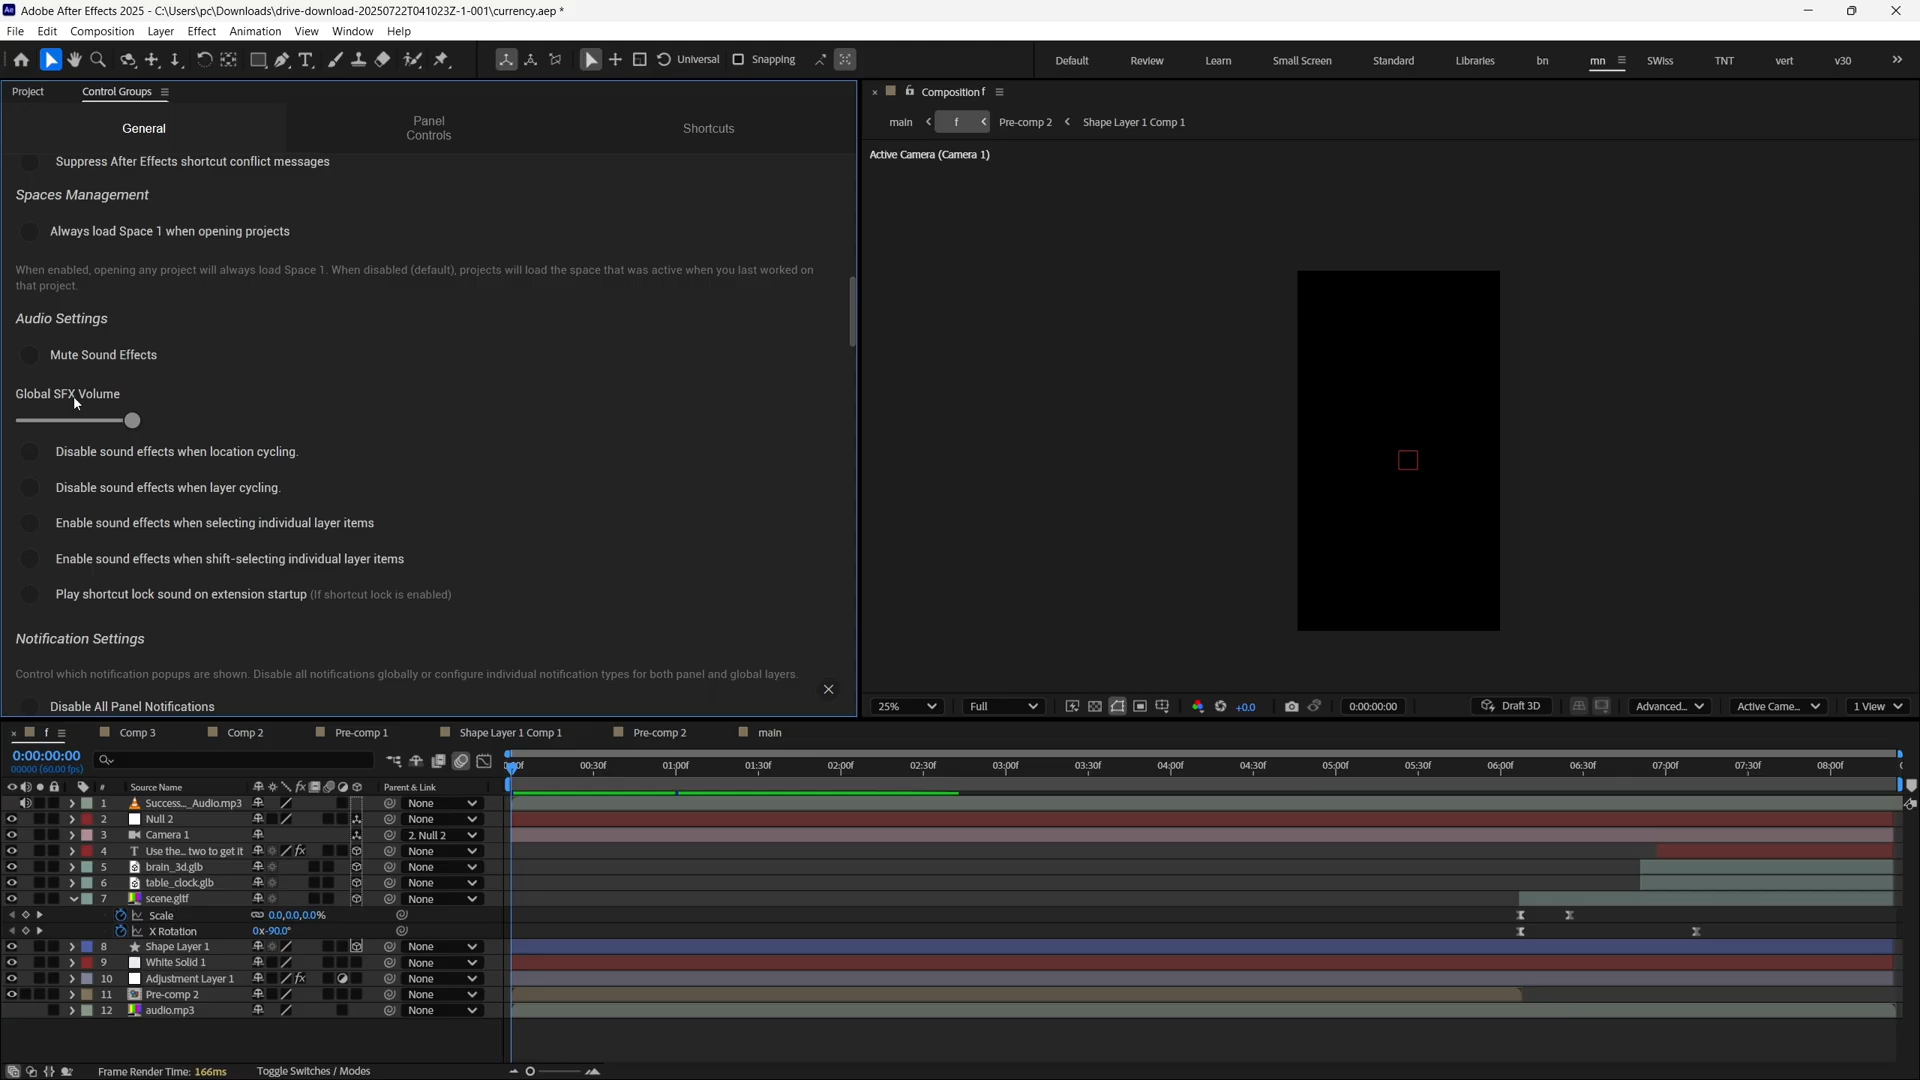 Adobe After Effects 2025 - C:\Users\pc\Downloads\drive-download-20250722T041023Z-1-001\currency.aep *
File Edit Composition Layer Effect Animation View Window Help
Universal Snapping Default Review Learn Small Screen Standard Libraries bn mn SWiss TNT vert v30
Project Control Groups
General
Panel
Controls
Shortcuts
Suppress After Effects shortcut conflict messages
Spaces Management
Always load Space 1 when opening projects
When enabled, opening any project will always load Space 1. When disabled (default), projects will load the space that was active when you last worked on
that project.
Audio Settings
Mute Sound Effects
Global SFX Volume
Disable sound effects when location cycling.
Disable sound effects when layer cycling.
Enable sound effects when selecting individual layer items
Enable sound effects when shift-selecting individual layer items
Play shortcut lock sound on extension startup (If shortcut lock is enabled)
Notification Settings
Control which notification popups are shown. Disable all notifications globally or configure individual notification types for both panel and global layers.
Disable All Panel Notifications
Composition f
main f Pre-comp 2 Shape Layer 1 Comp 1
Active Camera (Camera 1)
25% Full +0.0 0:00:00:00 Draft 3D Advanced... Active Came... 1 View
f Comp 3 Comp 2 Pre-comp 1 Shape Layer 1 Comp 1 Pre-comp 2 main
0:00:00:00
00000 (60.00 fps)
00:30f 01:00f 01:30f 02:00f 02:30f 03:00f 03:30f 04:00f 04:30f 05:00f 05:30f 06:00f 06:30f 07:00f 07:30f 08:00f
# Source Name fx Parent & Link
1 Success..._Audio.mp3 None
2 Null 2 None
3 Camera 1 2. Null 2
4 T Use the... two to get it fx None
5 brain_3d.glb None
6 table_clock.glb None
7 scene.gltf None
Scale 0.0,0.0,0.0%
X Rotation 0x-90.0°
8 Shape Layer 1 None
9 White Solid 1 None
10 Adjustment Layer 1 fx None
11 Pre-comp 2 None
12 audio.mp3 None
Frame Render Time: 166ms Toggle Switches / Modes